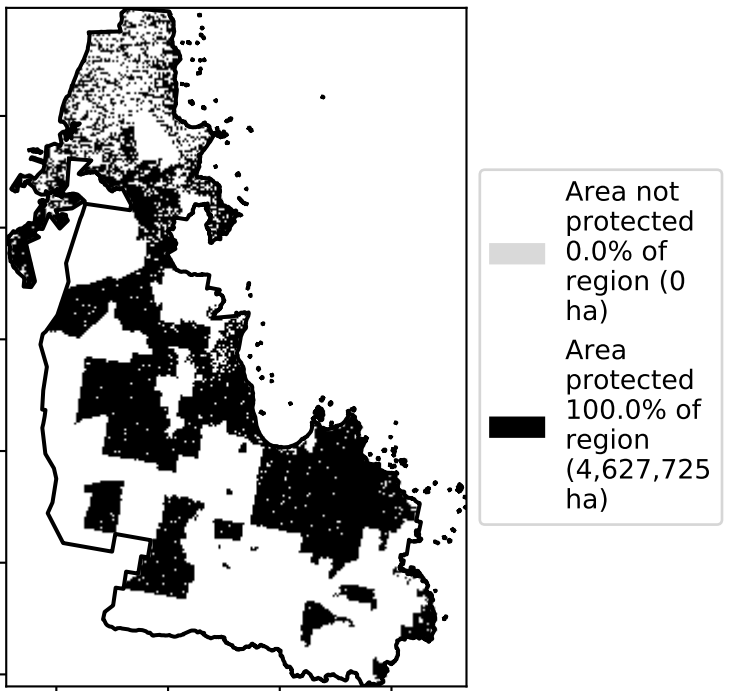 Area not
protected
0.0% of
region (0
ha)
Area
protected
100.0% of
region
(4,627,725
ha)